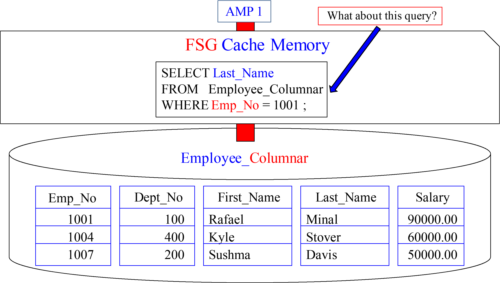 AMP 1
What about this query?
FSG Cache Memory
SELECT Last_Name
FROM Employee_Columnar
WHERE Emp_No = 1001 ;
Employee_Columnar
Emp_No Dept_No First_Name Last_Name Salary
1001 100 Rafael Minal 90000.00
1004 400 Kyle Stover 60000.00
1007 200 Sushma Davis 50000.00